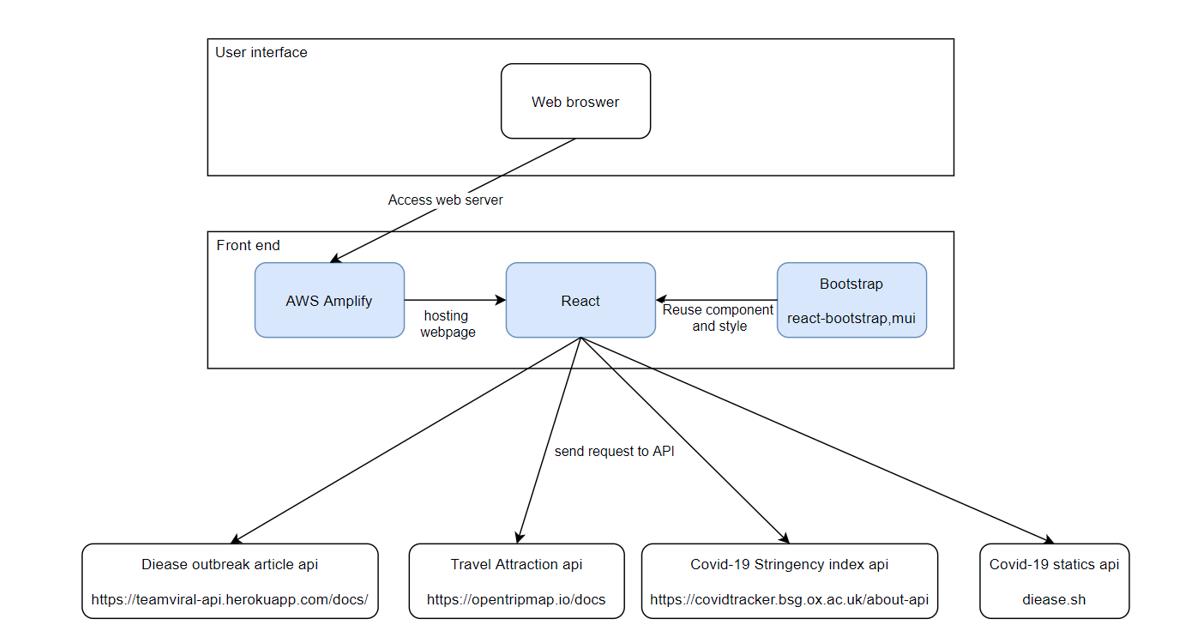 User interface
Web broswer
Access web server
Front end
AWS Amplify
hosting
webpage
React
Reuse component
and style
Bootstrap
react-bootstrap,mui
send request to API
Diease outbreak article api
https://teamviral-api.herokuapp.com/docs/
Travel Attraction api
https://opentripmap.io/docs
Covid-19 Stringency index api
https://covidtracker.bsg.ox.ac.uk/about-api
Covid-19 statics api
diease.sh